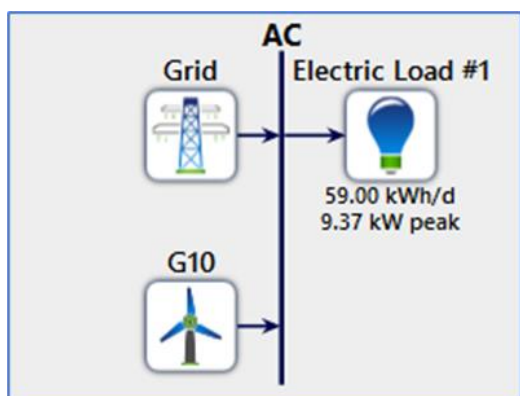 AC
Grid
Electric Load #1
59.00 kWh/d
9.37 kW peak
G10